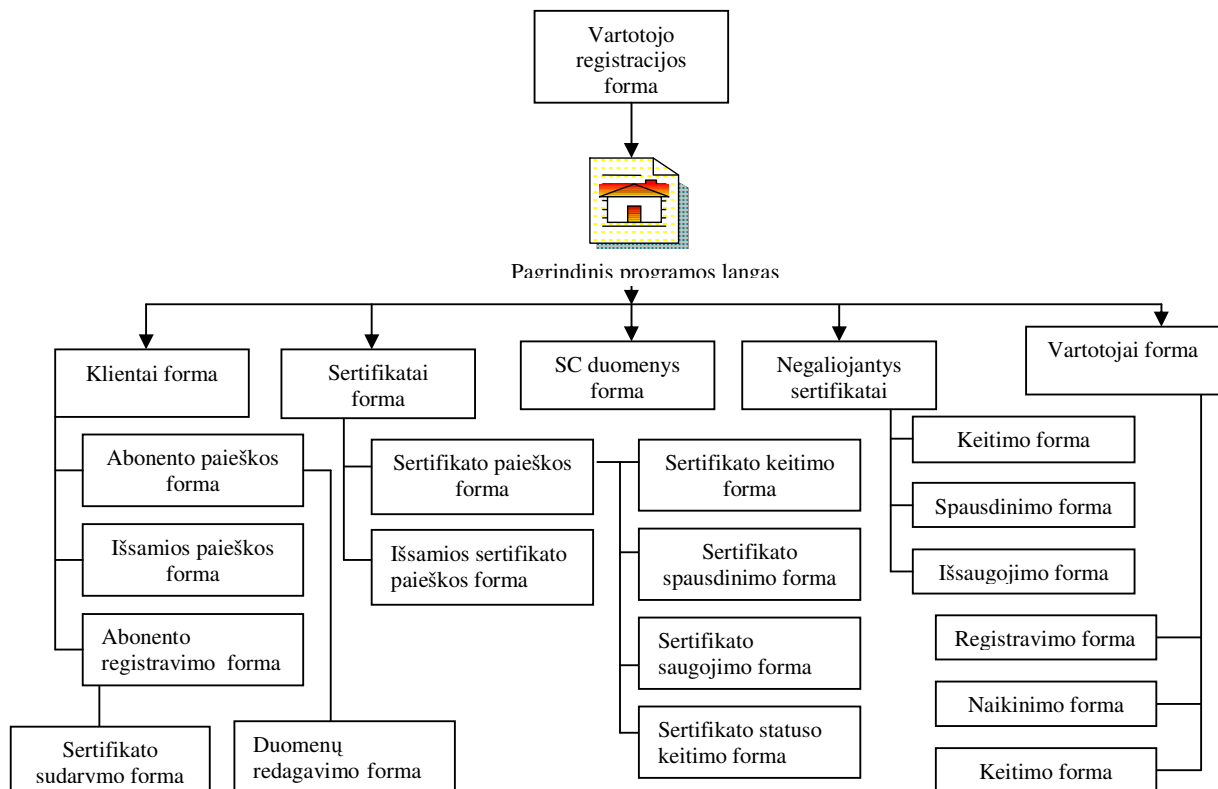 Vartotojo
registracijos
forma
Pagrindinis programos langas
Klientai forma
Sertifikatai
forma
SC duomenys
forma
Negaliojantys
sertifikatai
Vartotojai forma
Abonento paieškos
forma
Išsamios paieškos
forma
Abonento
registravimo forma
Sertifikato
sudarymo forma
Duomenų
redagavimo forma
Sertifikato paieškos
forma
Išsamios sertifikato
paieškos forma
Sertifikato keitimo
forma
Sertifikato
spausdinimo forma
Sertifikato
saugojimo forma
Sertifikato statuso
keitimo forma
Keitimo forma
Spausdinimo forma
Išsaugojimo forma
Registravimo forma
Naikinimo forma
Keitimo forma